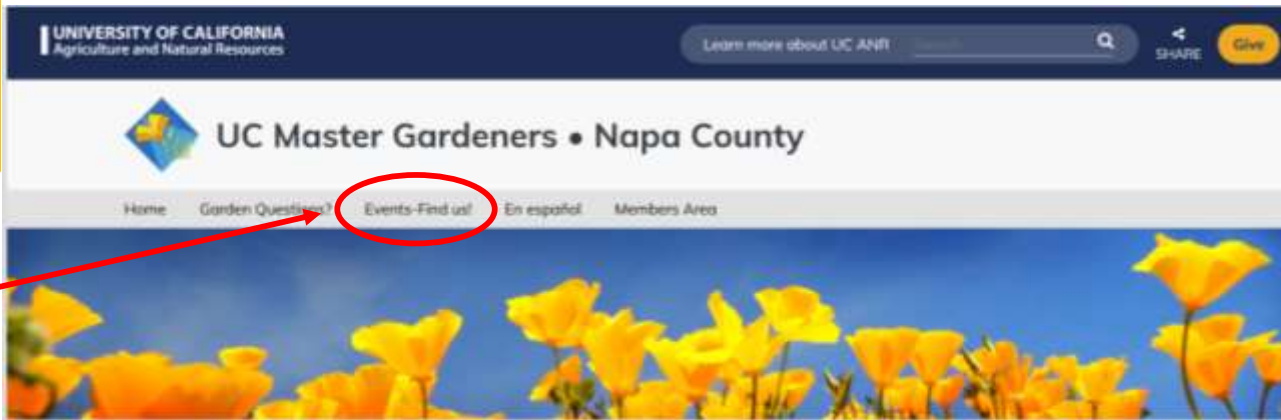 UNIVERSITY OF CALIFORNIA
Agriculture and Natural Resources
Learn more about UC ANR
SHARE
Give
UC Master Gardeners • Napa County
Home Garden Questions? Events-Find us! En español Members Area